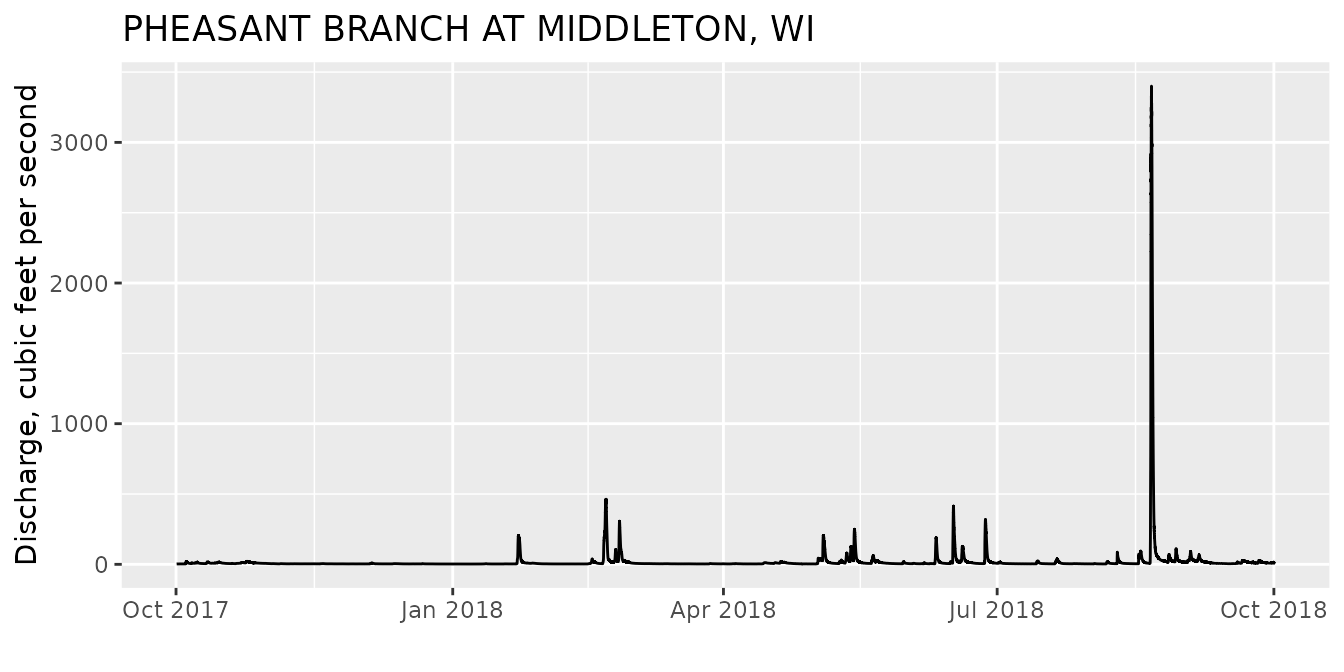 PHEASANT BRANCH AT MIDDLETON, WI
Discharge, cubic feet per second
3000
2000
1000
0
Oct 2017 Jan 2018 Apr 2018 Jul 2018 Oct 2018